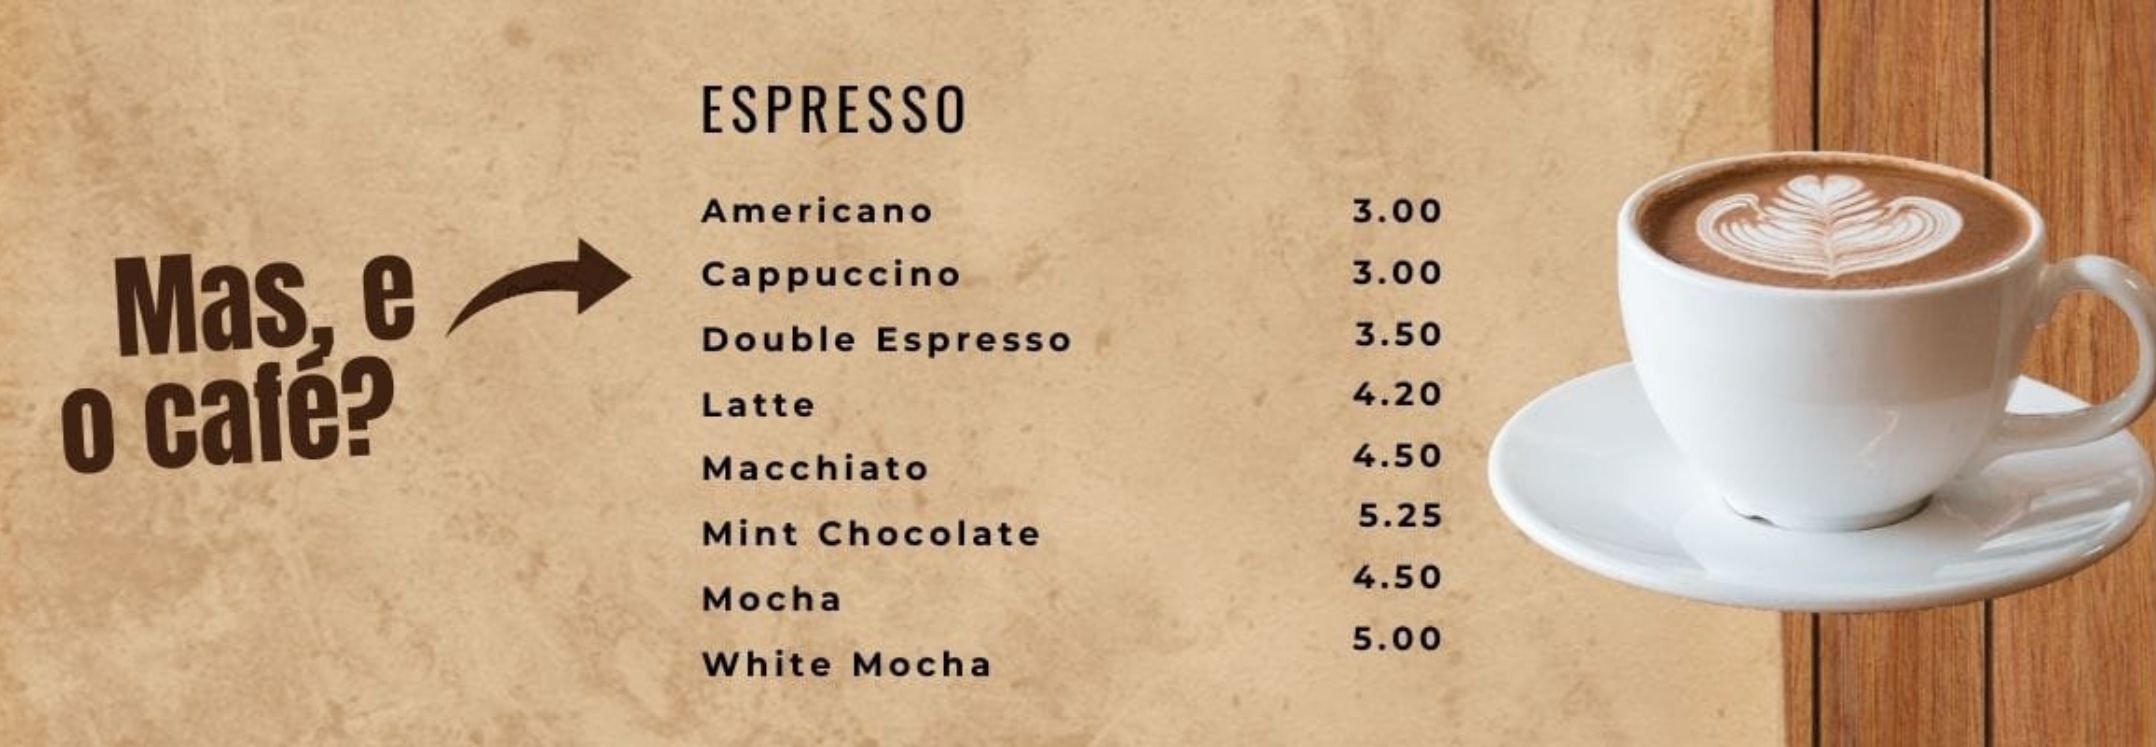 Mas, e
o café?
ESPRESSO
Americano 3.00
Cappuccino 3.00
Double Espresso 3.50
Latte 4.20
Macchiato 4.50
Mint Chocolate 5.25
Mocha 4.50
White Mocha 5.00